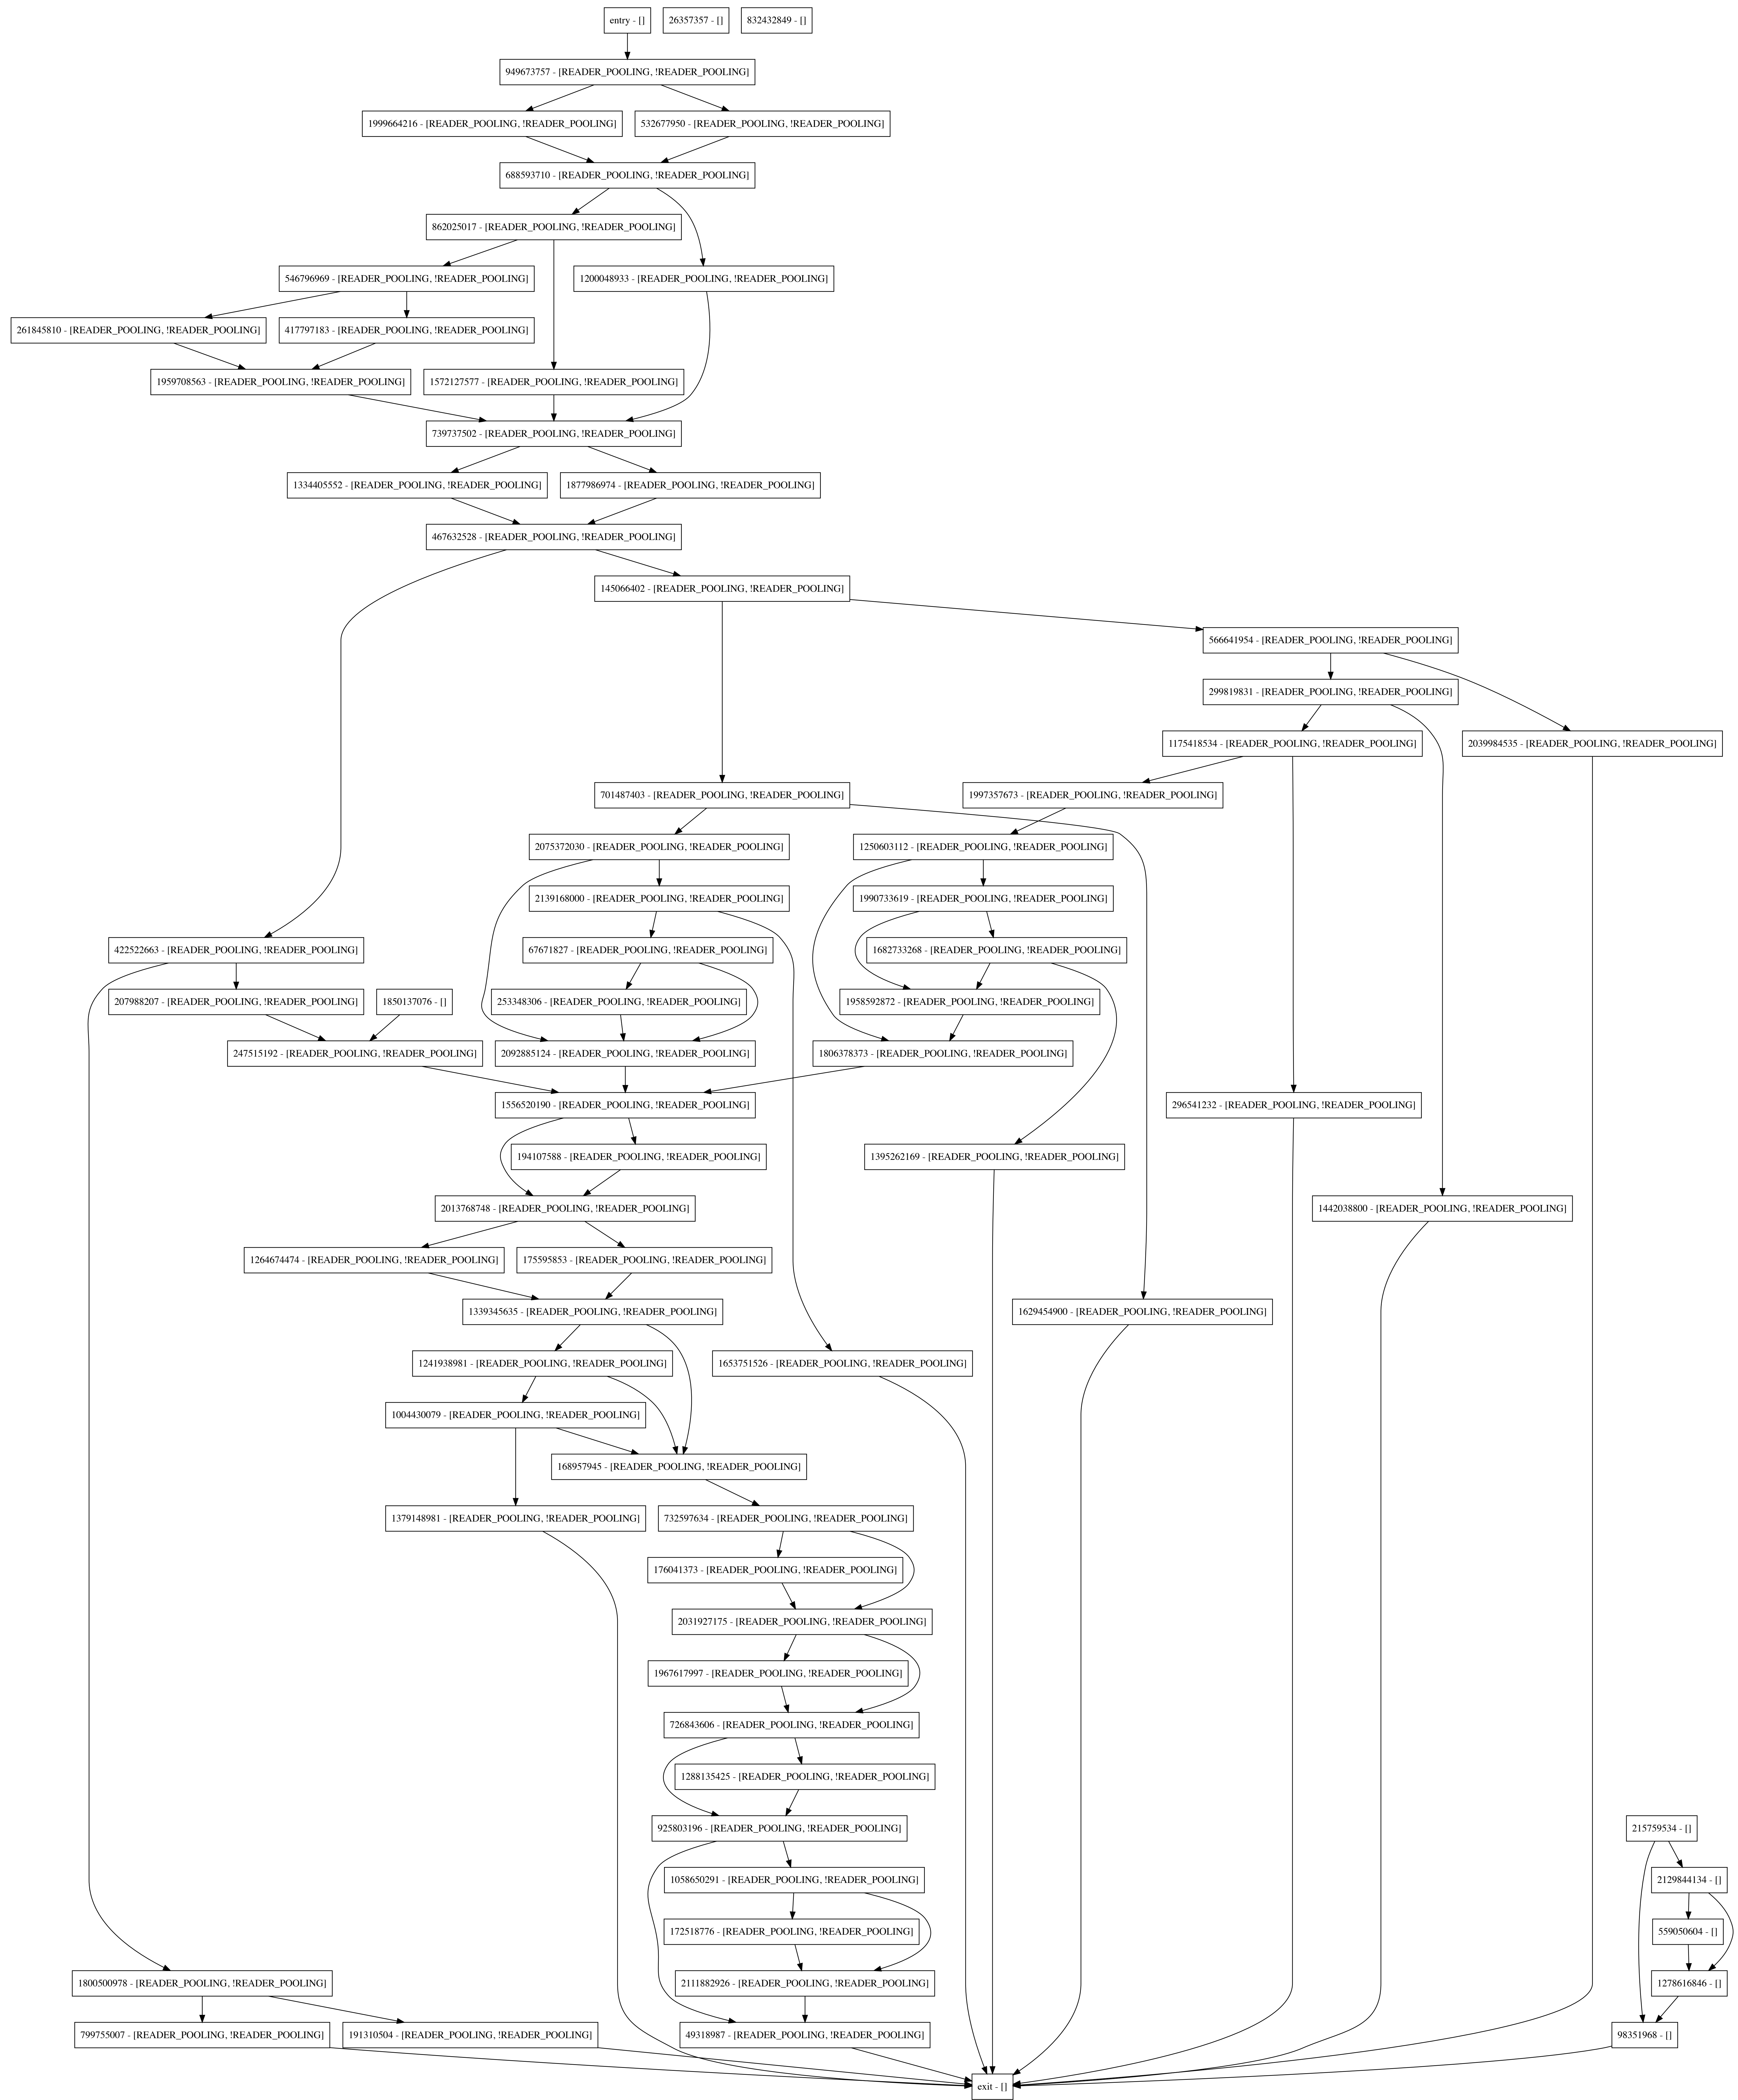 entry - []
26357357 - []
832432849 - []
949673757 - [READER_POOLING, !READER_POOLING]
1999664216 - [READER_POOLING, !READER_POOLING]
532677950 - [READER_POOLING, !READER_POOLING]
688593710 - [READER_POOLING, !READER_POOLING]
862025017 - [READER_POOLING, !READER_POOLING]
546796969 - [READER_POOLING, !READER_POOLING]
1200048933 - [READER_POOLING, !READER_POOLING]
261845810 - [READER_POOLING, !READER_POOLING]
417797183 - [READER_POOLING, !READER_POOLING]
1959708563 - [READER_POOLING, !READER_POOLING]
1572127577 - [READER_POOLING, !READER_POOLING]
739737502 - [READER_POOLING, !READER_POOLING]
1334405552 - [READER_POOLING, !READER_POOLING]
1877986974 - [READER_POOLING, !READER_POOLING]
467632528 - [READER_POOLING, !READER_POOLING]
145066402 - [READER_POOLING, !READER_POOLING]
566641954 - [READER_POOLING, !READER_POOLING]
299819831 - [READER_POOLING, !READER_POOLING]
1175418534 - [READER_POOLING, !READER_POOLING]
2039984535 - [READER_POOLING, !READER_POOLING]
701487403 - [READER_POOLING, !READER_POOLING]
1997357673 - [READER_POOLING, !READER_POOLING]
2075372030 - [READER_POOLING, !READER_POOLING]
1250603112 - [READER_POOLING, !READER_POOLING]
2139168000 - [READER_POOLING, !READER_POOLING]
1990733619 - [READER_POOLING, !READER_POOLING]
422522663 - [READER_POOLING, !READER_POOLING]
67671827 - [READER_POOLING, !READER_POOLING]
1682733268 - [READER_POOLING, !READER_POOLING]
207988207 - [READER_POOLING, !READER_POOLING]
1850137076 - []
253348306 - [READER_POOLING, !READER_POOLING]
1958592872 - [READER_POOLING, !READER_POOLING]
247515192 - [READER_POOLING, !READER_POOLING]
2092885124 - [READER_POOLING, !READER_POOLING]
1806378373 - [READER_POOLING, !READER_POOLING]
1556520190 - [READER_POOLING, !READER_POOLING]
296541232 - [READER_POOLING, !READER_POOLING]
194107588 - [READER_POOLING, !READER_POOLING]
1395262169 - [READER_POOLING, !READER_POOLING]
2013768748 - [READER_POOLING, !READER_POOLING]
1442038800 - [READER_POOLING, !READER_POOLING]
1264674474 - [READER_POOLING, !READER_POOLING]
175595853 - [READER_POOLING, !READER_POOLING]
1339345635 - [READER_POOLING, !READER_POOLING]
1629454900 - [READER_POOLING, !READER_POOLING]
1241938981 - [READER_POOLING, !READER_POOLING]
1653751526 - [READER_POOLING, !READER_POOLING]
1004430079 - [READER_POOLING, !READER_POOLING]
168957945 - [READER_POOLING, !READER_POOLING]
1379148981 - [READER_POOLING, !READER_POOLING]
732597634 - [READER_POOLING, !READER_POOLING]
176041373 - [READER_POOLING, !READER_POOLING]
2031927175 - [READER_POOLING, !READER_POOLING]
1967617997 - [READER_POOLING, !READER_POOLING]
726843606 - [READER_POOLING, !READER_POOLING]
1288135425 - [READER_POOLING, !READER_POOLING]
925803196 - [READER_POOLING, !READER_POOLING]
215759534 - []
1058650291 - [READER_POOLING, !READER_POOLING]
2129844134 - []
172518776 - [READER_POOLING, !READER_POOLING]
559050604 - []
1800500978 - [READER_POOLING, !READER_POOLING]
2111882926 - [READER_POOLING, !READER_POOLING]
1278616846 - []
799755007 - [READER_POOLING, !READER_POOLING]
191310504 - [READER_POOLING, !READER_POOLING]
49318987 - [READER_POOLING, !READER_POOLING]
98351968 - []
exit - []